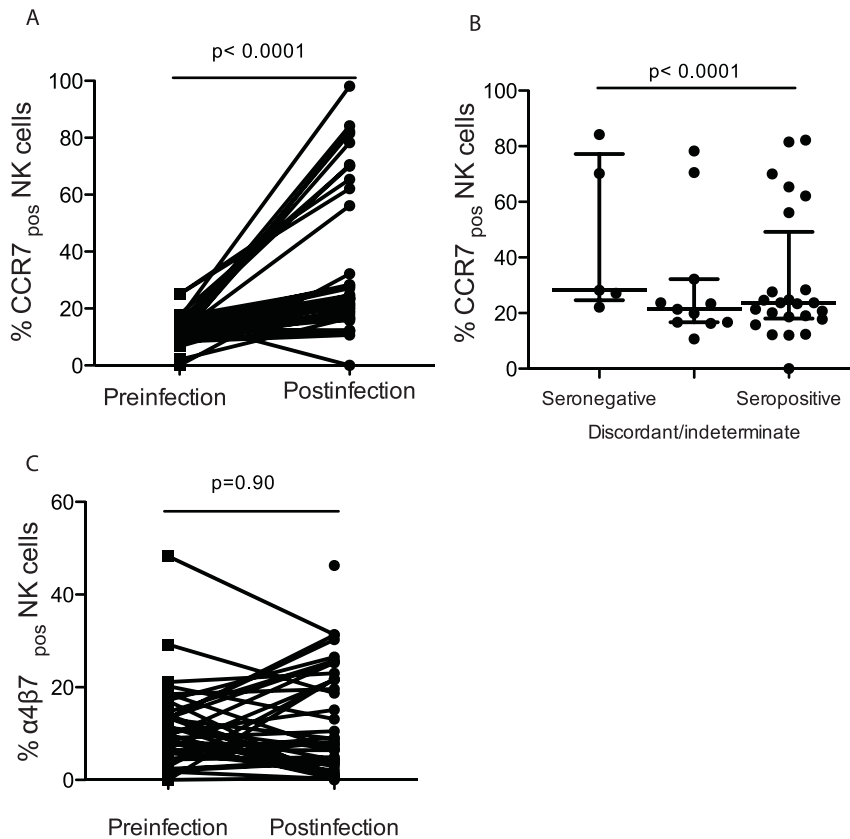 A
p< 0.0001
% CCR7 pos NK cells
100
80
60
40
20
0
Preinfection
Postinfection
B
p< 0.0001
% CCR7 pos NK cells
100
80
60
40
20
0
Seronegative
Seropositive
Discordant/indeterminate
C
p=0.90
% α4β7 pos NK cells
60
40
20
0
Preinfection
Postinfection